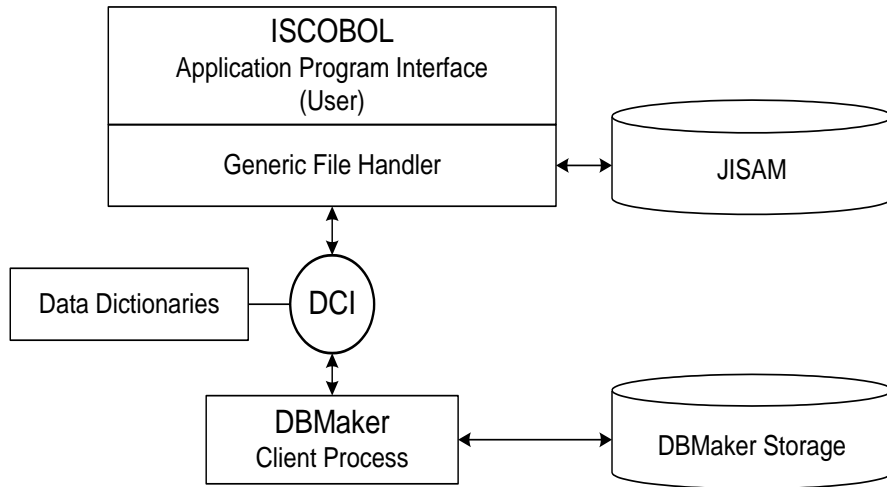 ISCOBOL
Application Program Interface
(User)
Generic File Handler
JISAM
Data Dictionaries
DCI
DBMaker
Client Process
DBMaker Storage